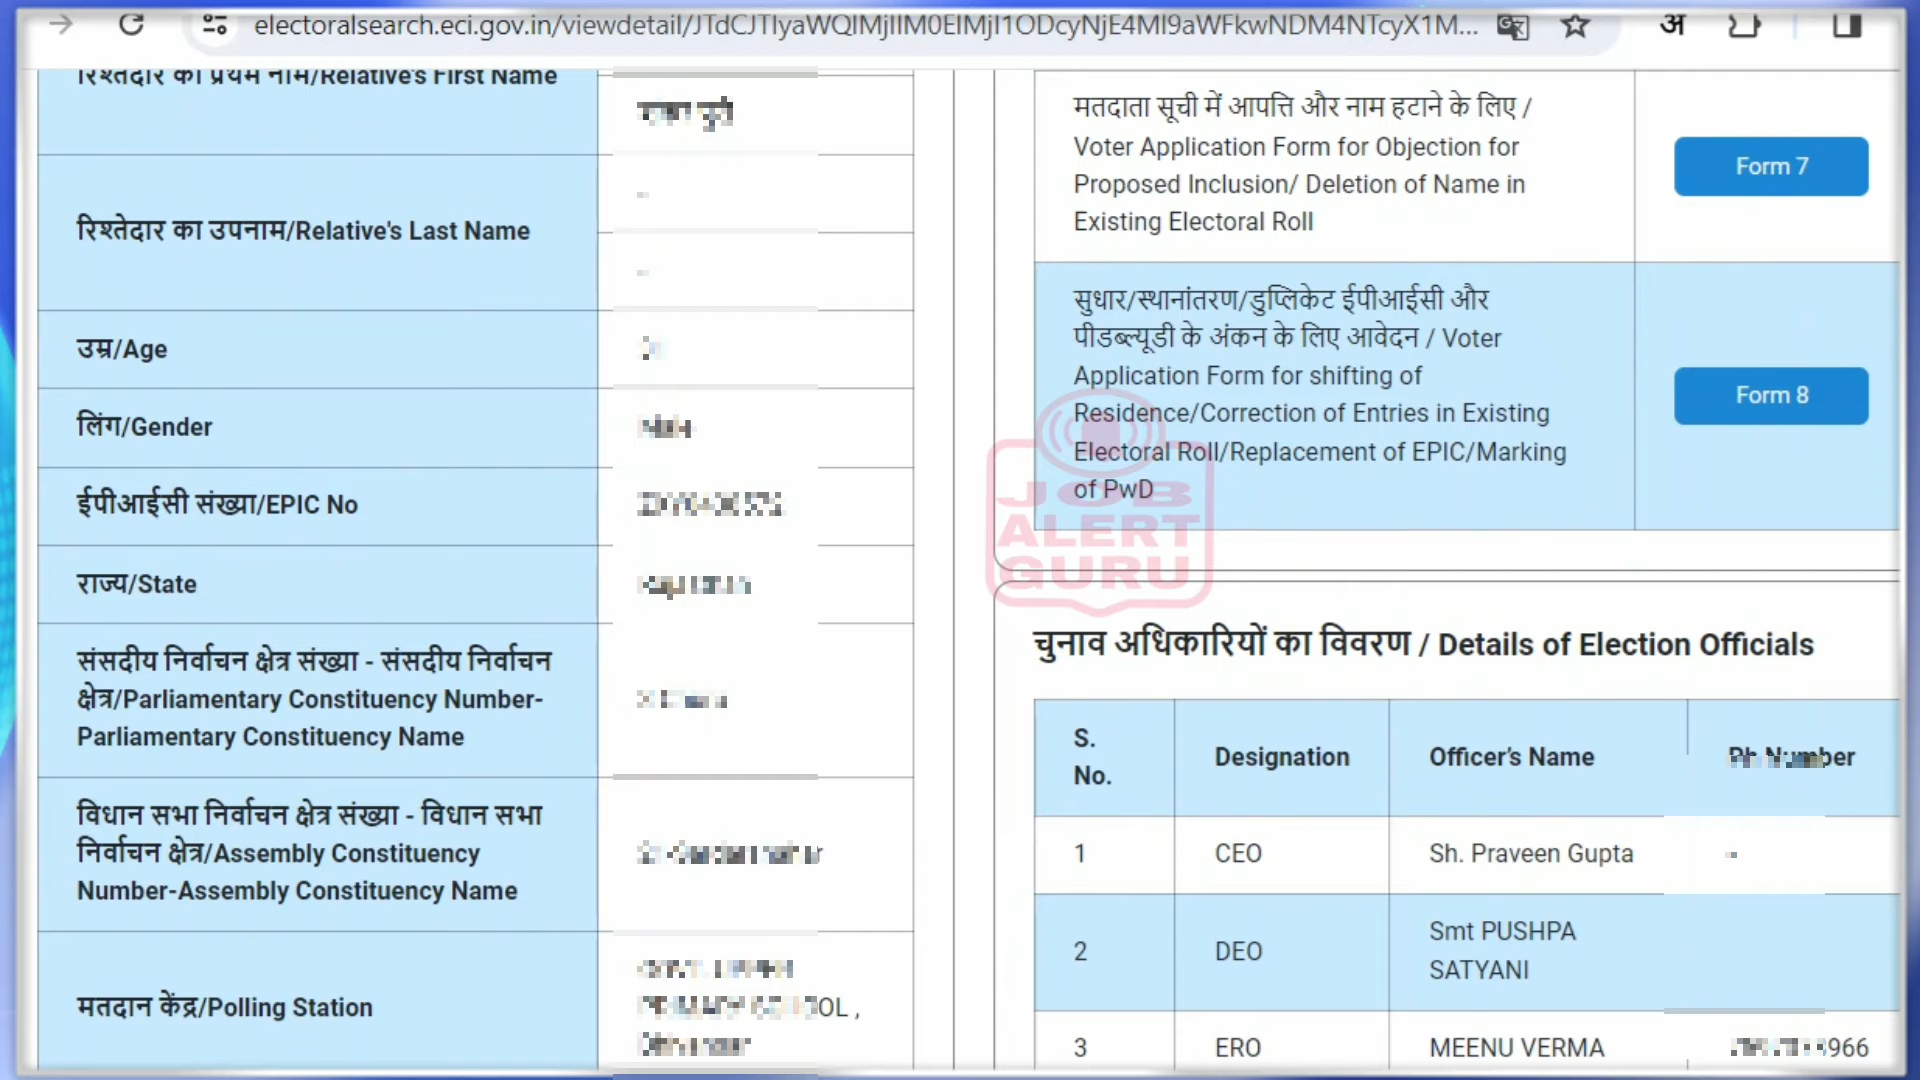 electoralsearch.eci.gov.in/viewdetail/JTdCJTIyaWQlMjIlM0ElMjI1ODcyNjE4Ml9aWFkwNDM4NTcyX1M...
रिश्तेदार का प्रथम नाम/Relative's First Name
रिश्तेदार का उपनाम/Relative's Last Name
-
-
उम्र/Age
लिंग/Gender
ईपीआईसी संख्या/EPIC No
राज्य/State
संसदीय निर्वाचन क्षेत्र संख्या - संसदीय निर्वाचन
क्षेत्र/Parliamentary Constituency Number-
Parliamentary Constituency Name
विधान सभा निर्वाचन क्षेत्र संख्या - विधान सभा
निर्वाचन क्षेत्र/Assembly Constituency
Number-Assembly Constituency Name
मतदान केंद्र/Polling Station
मतदाता सूची में आपत्ति और नाम हटाने के लिए /
Voter Application Form for Objection for
Proposed Inclusion/ Deletion of Name in
Existing Electoral Roll
Form 7
सुधार/स्थानांतरण/डुप्लिकेट ईपीआईसी और
पीडब्ल्यूडी के अंकन के लिए आवेदन / Voter
Application Form for shifting of
Residence/Correction of Entries in Existing
Electoral Roll/Replacement of EPIC/Marking
of PwD
Form 8
JOB
ALERT
GURU
चुनाव अधिकारियों का विवरण / Details of Election Officials
S.
No.
Designation
Officer's Name
Ph Number
1
CEO
Sh. Praveen Gupta
-
2
DEO
Smt PUSHPA
SATYANI
3
ERO
MEENU VERMA
966